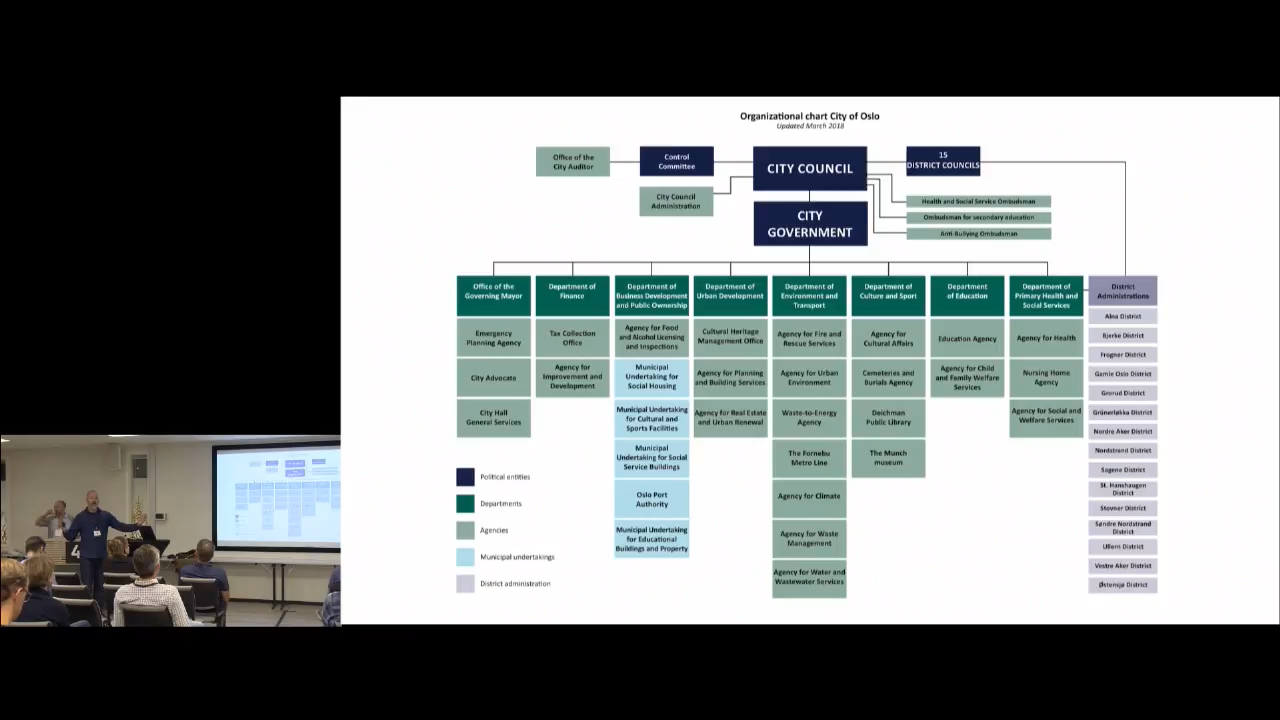 Organizational chart City of Oslo
Updated March 2018
Office of the
City Auditor
Control
Committee
CITY COUNCIL
15
DISTRICT COUNCILS
City Council
Administration
CITY
GOVERNMENT
Health and Social Service Ombudsman
Ombudsman for secondary education
Anti-Bullying Ombudsman
Office of the
Governing Mayor
Emergency
Planning Agency
City Advocate
City Hall
General Services
Department of
Finance
Tax Collection
Office
Agency for
Improvement and
Development
Department of
Business Development
and Public Ownership
Agency for Food
and Alcohol Licensing
and Inspections
Municipal
Undertaking for
Social Housing
Municipal Undertaking
for Cultural and
Sports Facilities
Municipal
Undertaking for Social
Service Buildings
Oslo Port
Authority
Municipal Undertaking
for Educational
Buildings and Property
Department of
Urban Development
Cultural Heritage
Management Office
Agency for Planning
and Building Services
Agency for Real Estate
and Urban Renewal
Department of
Environment and
Transport
Agency for Fire and
Rescue Services
Agency for Urban
Environment
Waste-to-Energy
Agency
The Fornebu
Metro Line
Agency for Climate
Agency for Waste
Management
Agency for Water and
Wastewater Services
Department of
Culture and Sport
Agency for
Cultural Affairs
Cemeteries and
Burials Agency
Deichman
Public Library
The Munch
museum
Department
of Education
Education Agency
Agency for Child
and Family Welfare
Services
Department of
Primary Health and
Social Services
Agency for Health
Nursing Home
Agency
Agency for Social and
Welfare Services
District
Administrations
Alna District
Bjerke District
Frogner District
Gamle Oslo District
Grorud District
Grünerløkka District
Nordre Aker District
Nordstrand District
Sagene District
St. Hanshaugen
District
Stovner District
Søndre Nordstrand
District
Ullern District
Vestre Aker District
Østensjø District
Political entities
Departments
Agencies
Municipal undertakings
District administration